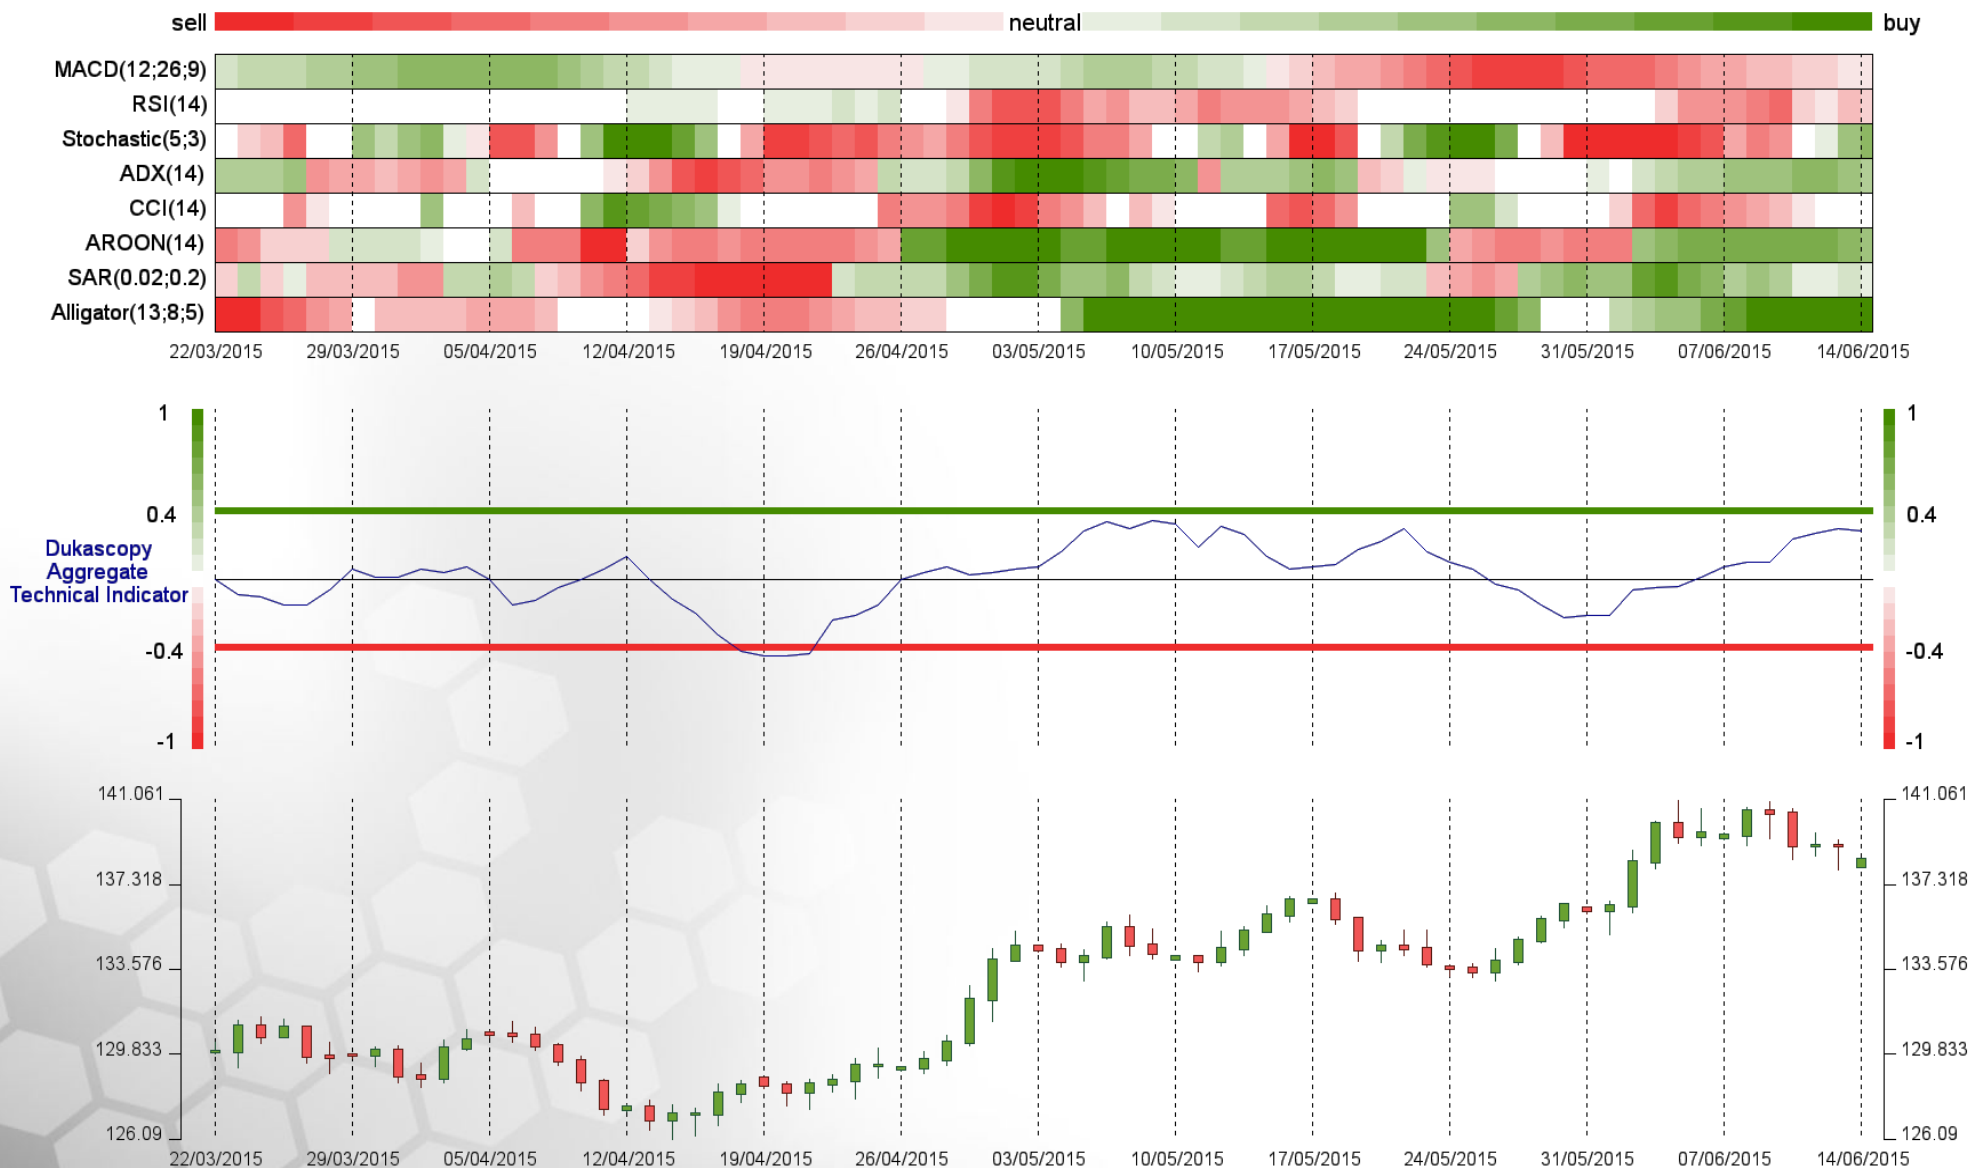 sell neutral buy
MACD(12;26;9)
RSI(14)
Stochastic(5;3)
ADX(14)
CCI(14)
AROON(14)
SAR(0.02;0.2)
Alligator(13;8;5)
22/03/2015 29/03/2015 05/04/2015 12/04/2015 19/04/2015 26/04/2015 03/05/2015 10/05/2015 17/05/2015 24/05/2015 31/05/2015 07/06/2015 14/06/2015
1 1
0.4 0.4
Dukascopy
Aggregate
Technical Indicator
-0.4 -0.4
-1 -1
141.061 141.061
137.318 137.318
133.576 133.576
129.833 129.833
126.09 126.09
22/03/2015 29/03/2015 05/04/2015 12/04/2015 19/04/2015 26/04/2015 03/05/2015 10/05/2015 17/05/2015 24/05/2015 31/05/2015 07/06/2015 14/06/2015